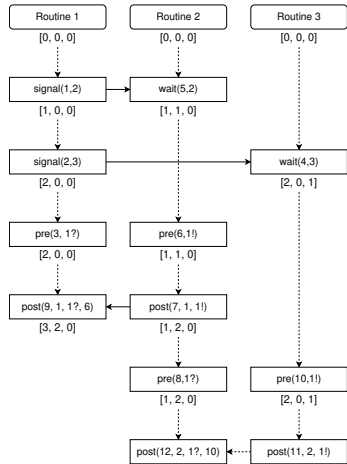 Routine 1 Routine 2 Routine 3
[0, 0, 0] [0, 0, 0] [0, 0, 0]
signal(1,2) wait(5,2)
[1, 0, 0] [1, 1, 0]
signal(2,3) wait(4,3)
[2, 0, 0] [2, 0, 1]
pre(3, 1?) pre(6,1!)
[2, 0, 0] [1, 1, 0]
post(9, 1, 1?, 6) post(7, 1, 1!)
[3, 2, 0] [1, 2, 0]
pre(8,1?) pre(10,1!)
[1, 2, 0] [2, 0, 1]
post(12, 2, 1?, 10) post(11, 2, 1!)